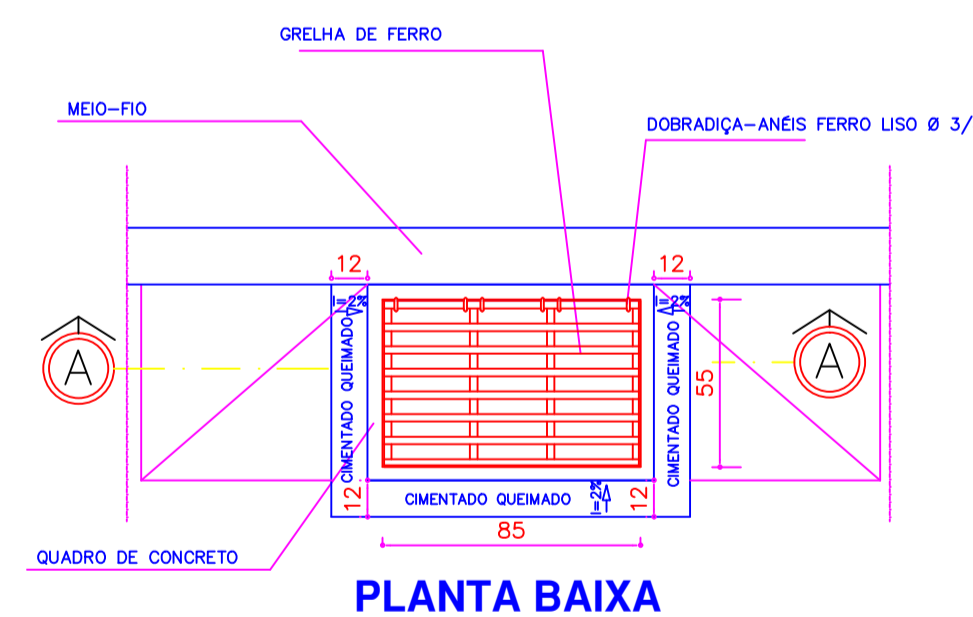 GRELHA DE FERRO
MEIO-FIO
DOBRADIÇA-ANÉIS FERRO LISO Ø 3/
12
12
I=2%
I=2%
A
A
CIMENTADO QUEIMADO
CIMENTADO QUEIMADO
55
12
CIMENTADO QUEIMADO
I=2%
12
85
QUADRO DE CONCRETO
PLANTA BAIXA